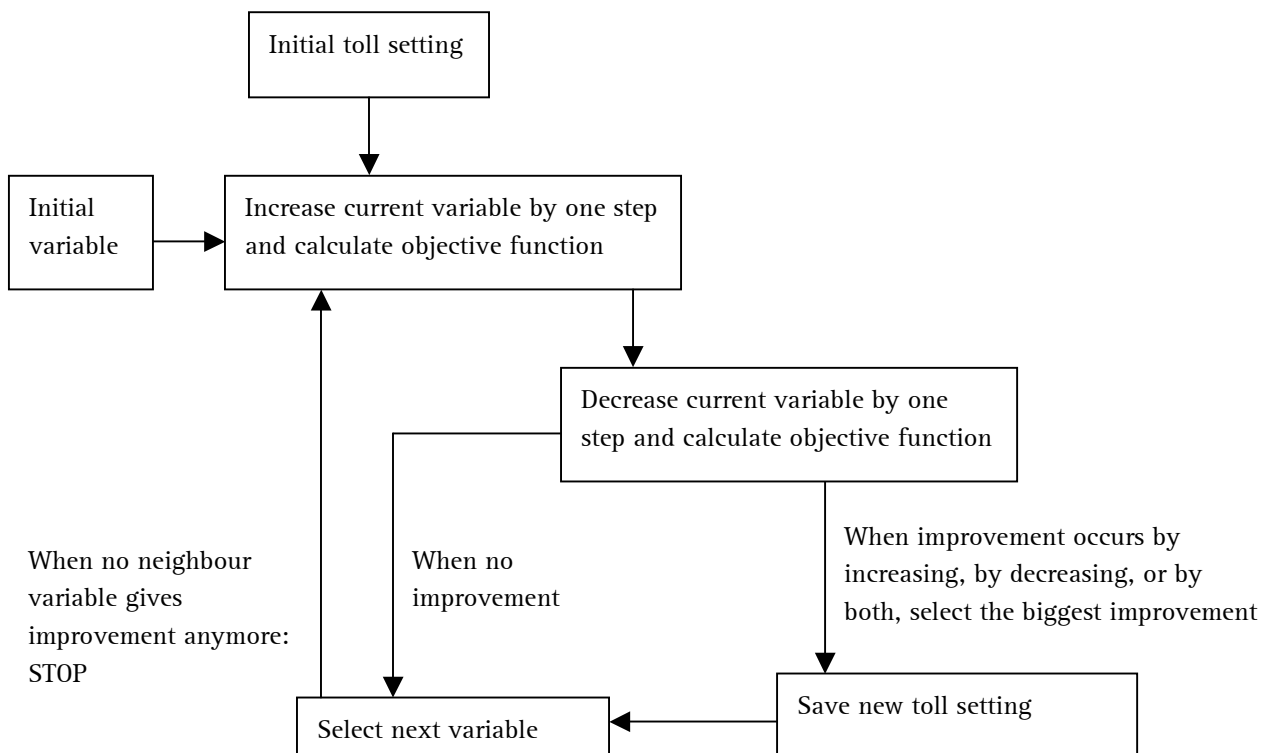 Initial toll setting
Initial
variable
Increase current variable by one step
and calculate objective function
Decrease current variable by one
step and calculate objective function
When no neighbour
variable gives
improvement anymore:
STOP
When no
improvement
When improvement occurs by
increasing, by decreasing, or by
both, select the biggest improvement
Save new toll setting
Select next variable